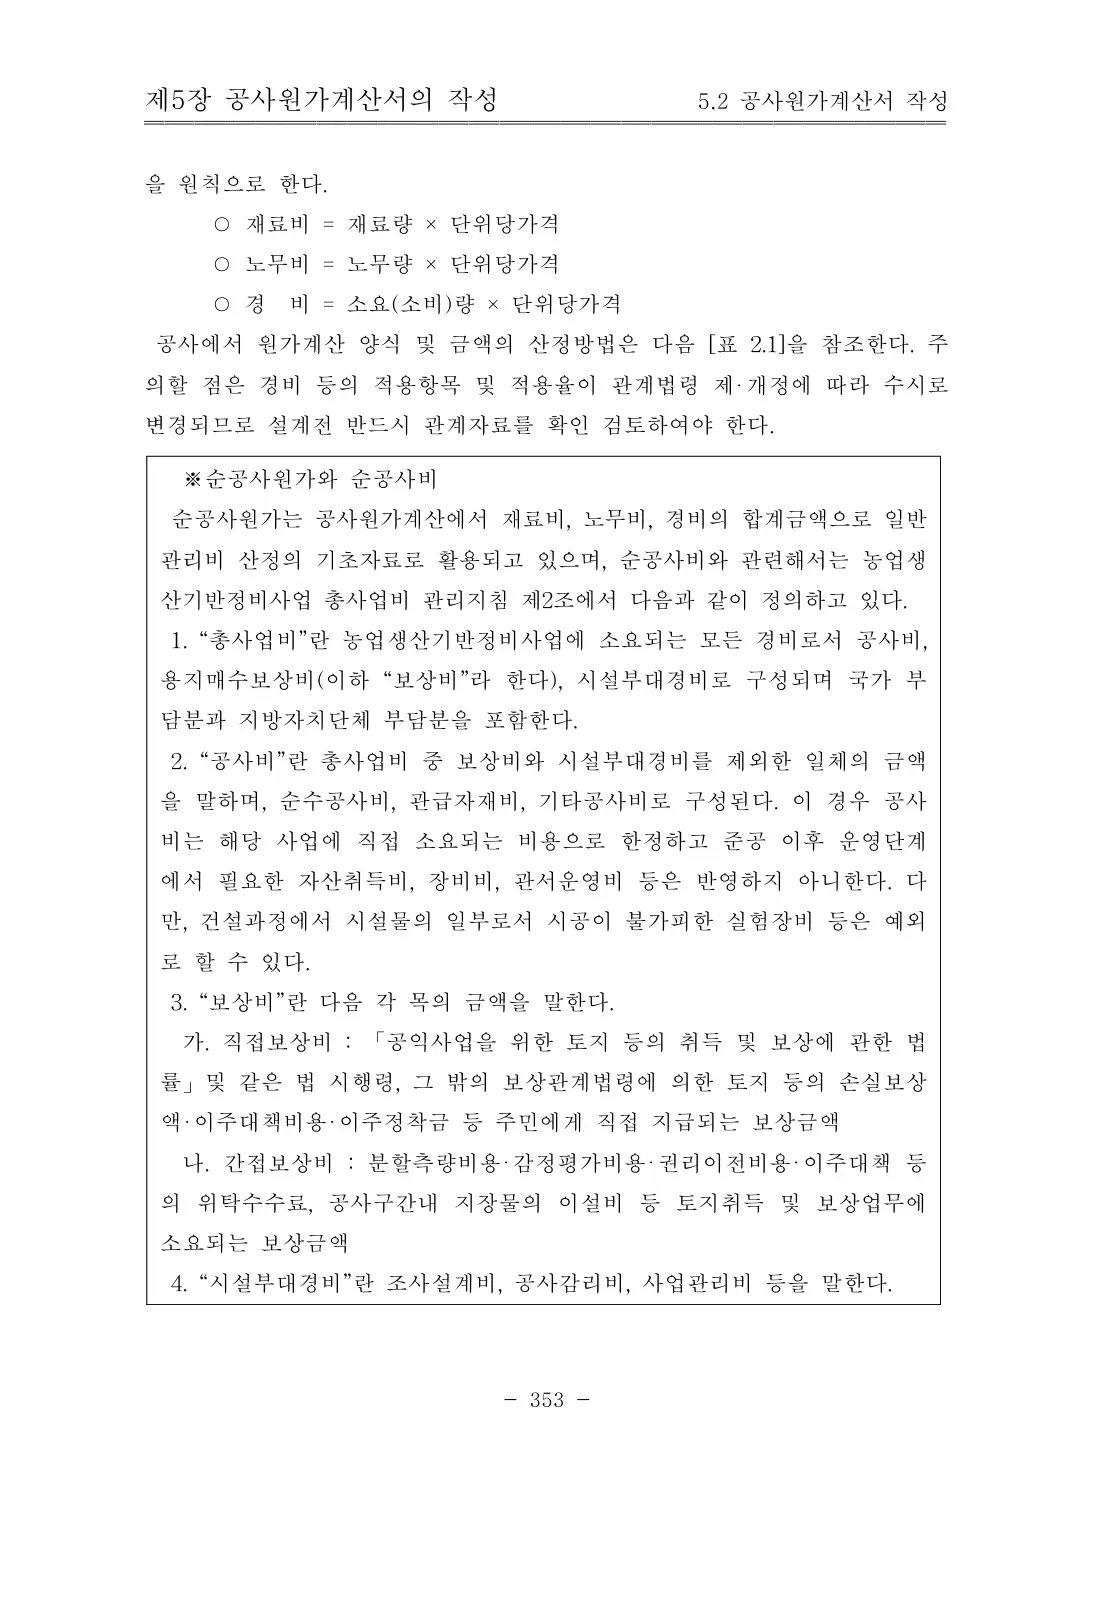 제5장 공사원가계산서의 작성 5.2 공사원가계산서 작성
을 원칙으로 한다.
○ 재료비 = 재료량 × 단위당가격
○ 노무비 = 노무량 × 단위당가격
○ 경 비 = 소요(소비)량 × 단위당가격
공사에서 원가계산 양식 및 금액의 산정방법은 다음 [표 2.1]을 참조한다. 주
의할 점은 경비 등의 적용항목 및 적용율이 관계법령 제·개정에 따라 수시로
변경되므로 설계전 반드시 관계자료를 확인 검토하여야 한다.
※순공사원가와 순공사비
순공사원가는 공사원가계산에서 재료비, 노무비, 경비의 합계금액으로 일반
관리비 산정의 기초자료로 활용되고 있으며, 순공사비와 관련해서는 농업생
산기반정비사업 총사업비 관리지침 제2조에서 다음과 같이 정의하고 있다.
1. “총사업비”란 농업생산기반정비사업에 소요되는 모든 경비로서 공사비,
용지매수보상비(이하 “보상비”라 한다), 시설부대경비로 구성되며 국가 부
담분과 지방자치단체 부담분을 포함한다.
2. “공사비”란 총사업비 중 보상비와 시설부대경비를 제외한 일체의 금액
을 말하며, 순수공사비, 관급자재비, 기타공사비로 구성된다. 이 경우 공사
비는 해당 사업에 직접 소요되는 비용으로 한정하고 준공 이후 운영단계
에서 필요한 자산취득비, 장비비, 관서운영비 등은 반영하지 아니한다. 다
만, 건설과정에서 시설물의 일부로서 시공이 불가피한 실험장비 등은 예외
로 할 수 있다.
3. “보상비”란 다음 각 목의 금액을 말한다.
가. 직접보상비 : 「공익사업을 위한 토지 등의 취득 및 보상에 관한 법
률」및 같은 법 시행령, 그 밖의 보상관계법령에 의한 토지 등의 손실보상
액·이주대책비용·이주정착금 등 주민에게 직접 지급되는 보상금액
나. 간접보상비 : 분할측량비용·감정평가비용·권리이전비용·이주대책 등
의 위탁수수료, 공사구간내 지장물의 이설비 등 토지취득 및 보상업무에
소요되는 보상금액
4. “시설부대경비”란 조사설계비, 공사감리비, 사업관리비 등을 말한다.
- 353 -